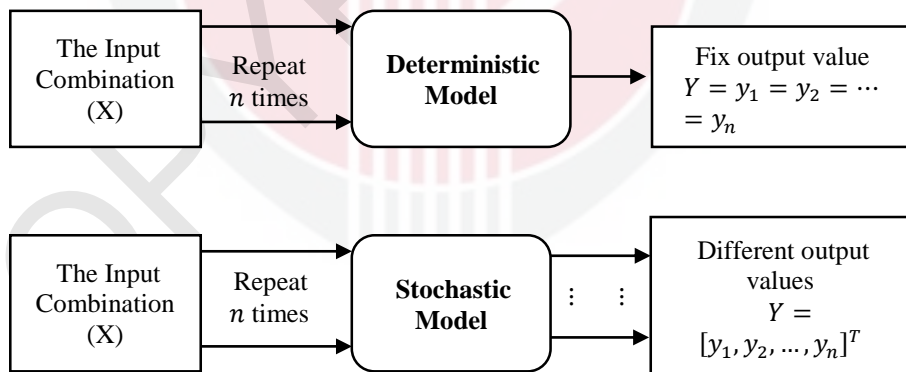 The Input
Combination
(X)
Repeat
𝑛 times
Deterministic
Model
Fix output value
𝑌 = 𝑦₁ = 𝑦₂ = ⋯
= 𝑦ₙ
The Input
Combination
(X)
Repeat
𝑛 times
Stochastic
Model
⋮ ⋮
Different output
values
𝑌 =
[𝑦₁, 𝑦₂, … , 𝑦ₙ]ᵀ